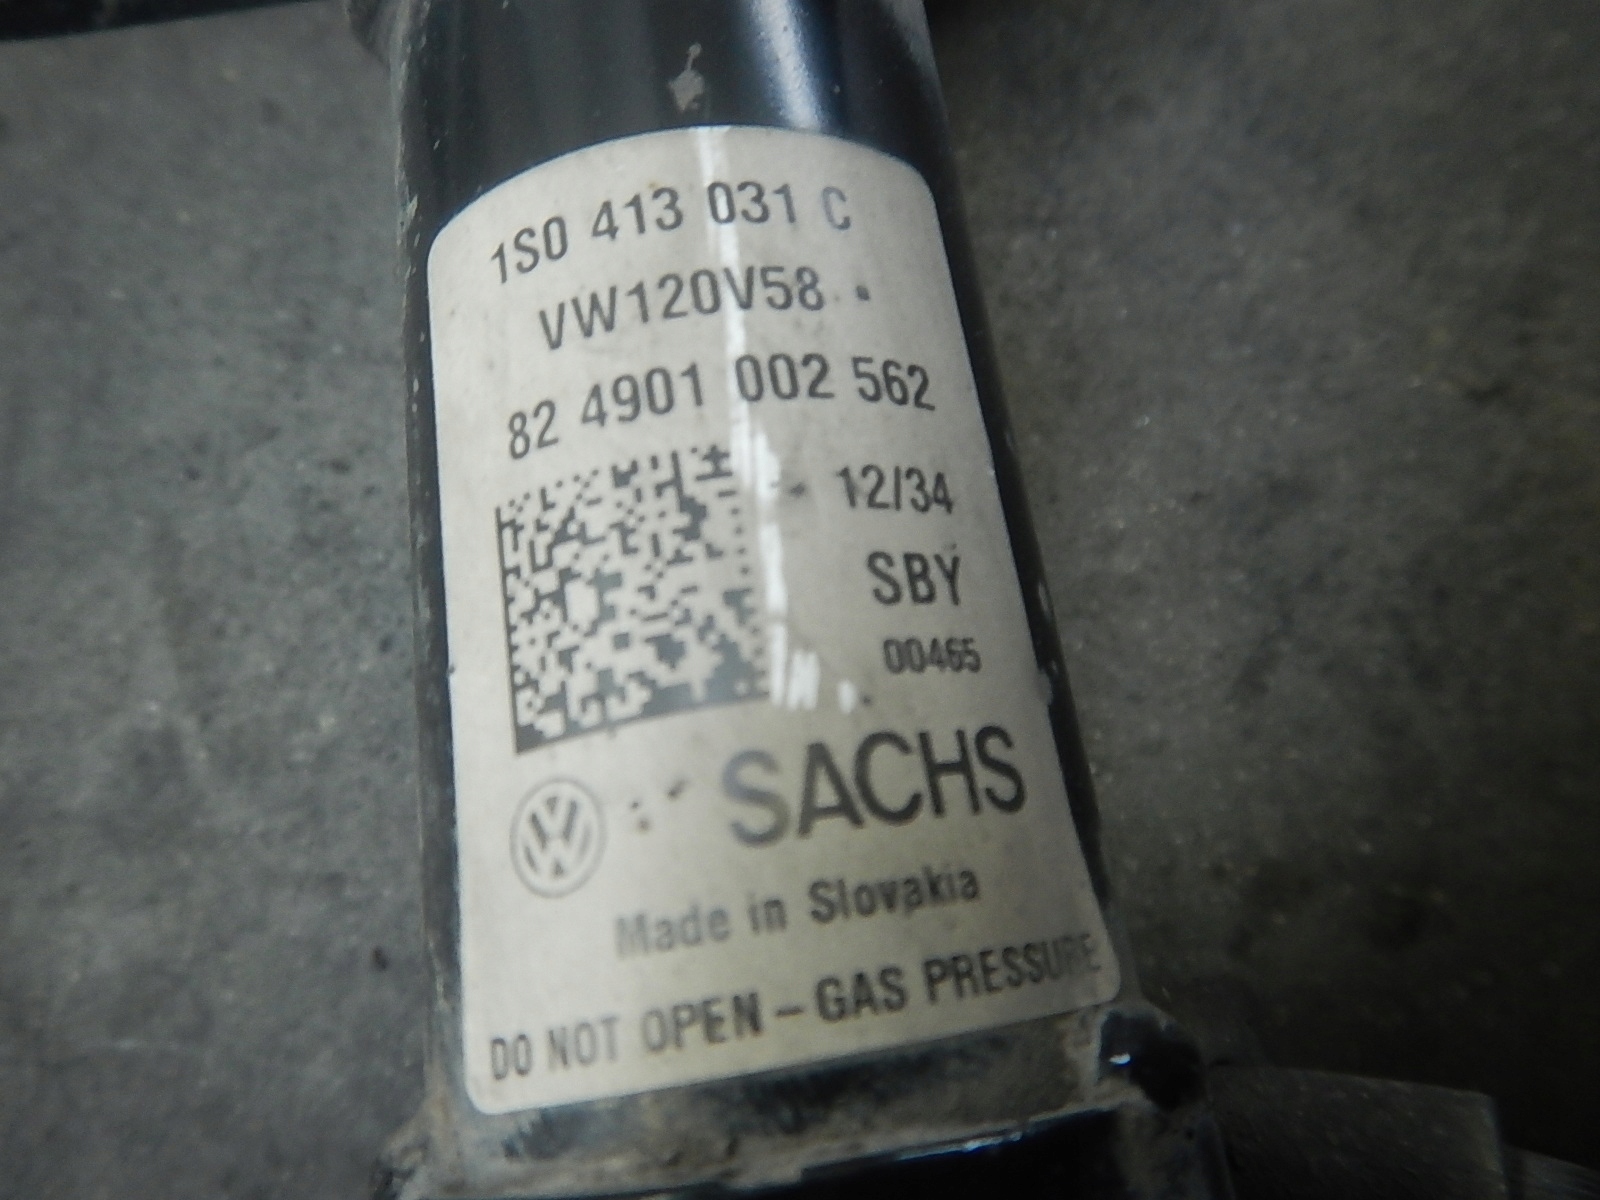 1S0 413 031 C
VW120V58
82 4901 002 562
12/34
SBY
00465
SACHS
Made in Slovakia
DO NOT OPEN – GAS PRESSURE